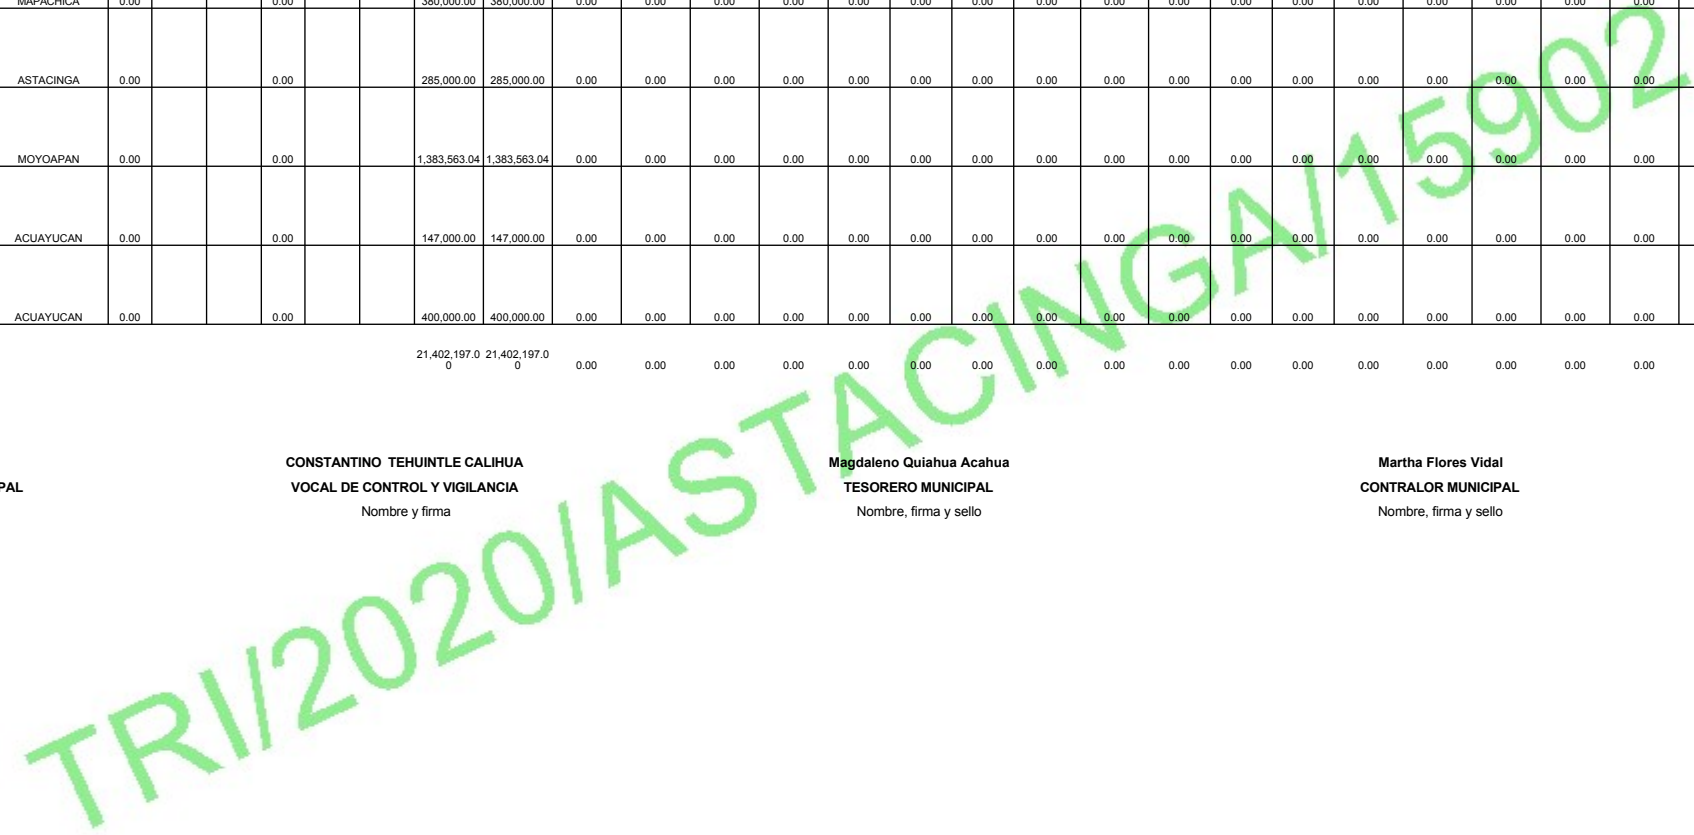 MAPACHICA 0.00 0.00 380,000.00 380,000.00 0.00 0.00 0.00 0.00 0.00 0.00 0.00 0.00 0.00 0.00 0.00 0.00 0.00 0.00 0.00 0.00 0.00
ASTACINGA 0.00 0.00 285,000.00 285,000.00 0.00 0.00 0.00 0.00 0.00 0.00 0.00 0.00 0.00 0.00 0.00 0.00 0.00 0.00 0.00 0.00 0.00
MOYOAPAN 0.00 0.00 1,383,563.04 1,383,563.04 0.00 0.00 0.00 0.00 0.00 0.00 0.00 0.00 0.00 0.00 0.00 0.00 0.00 0.00 0.00 0.00 0.00
ACUAYUCAN 0.00 0.00 147,000.00 147,000.00 0.00 0.00 0.00 0.00 0.00 0.00 0.00 0.00 0.00 0.00 0.00 0.00 0.00 0.00 0.00 0.00 0.00
ACUAYUCAN 0.00 0.00 400,000.00 400,000.00 0.00 0.00 0.00 0.00 0.00 0.00 0.00 0.00 0.00 0.00 0.00 0.00 0.00 0.00 0.00 0.00 0.00
21,402,197.0 21,402,197.0
0 0 0.00 0.00 0.00 0.00 0.00 0.00 0.00 0.00 0.00 0.00 0.00 0.00 0.00 0.00 0.00 0.00 0.00
CONSTANTINO TEHUINTLE CALIHUA Magdaleno Quiahua Acahua Martha Flores Vidal
PAL VOCAL DE CONTROL Y VIGILANCIA TESORERO MUNICIPAL CONTRALOR MUNICIPAL
Nombre y firma Nombre, firma y sello Nombre, firma y sello
TRI/2020/ASTACINGA/15902